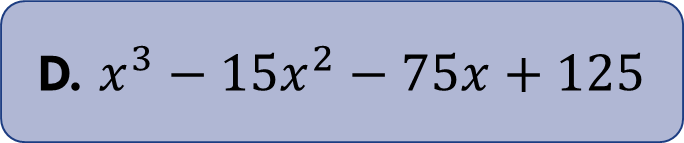 D. x³ − 15x² − 75x + 125